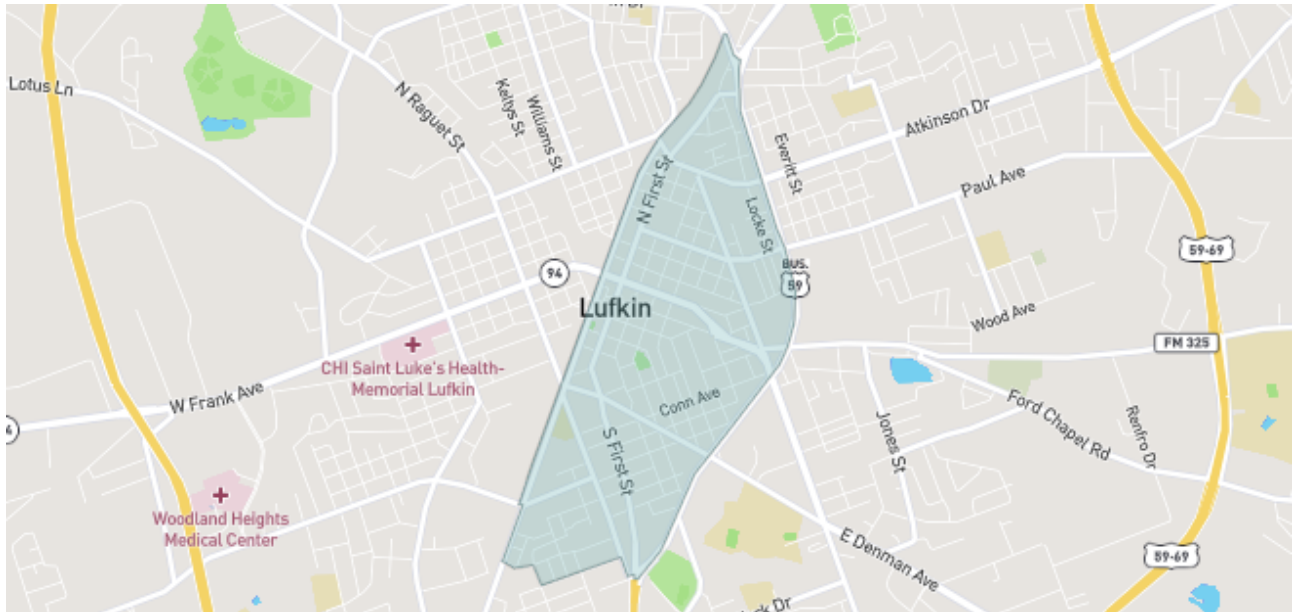 Lotus Ln
N Raguet St
Keltys St
Williams St
Dr
Atkinson Dr
Everitt St
Paul Ave
N First St
Locke St
59-69
94
BUS.
59
Lufkin
Wood Ave
FM 325
CHI Saint Luke's Health-
Memorial Lufkin
W Frank Ave
Conn Ave
Ford Chapel Rd
Renfro Dr
Jones St
S First St
Woodland Heights
Medical Center
E Denman Ave
59-69
Dr